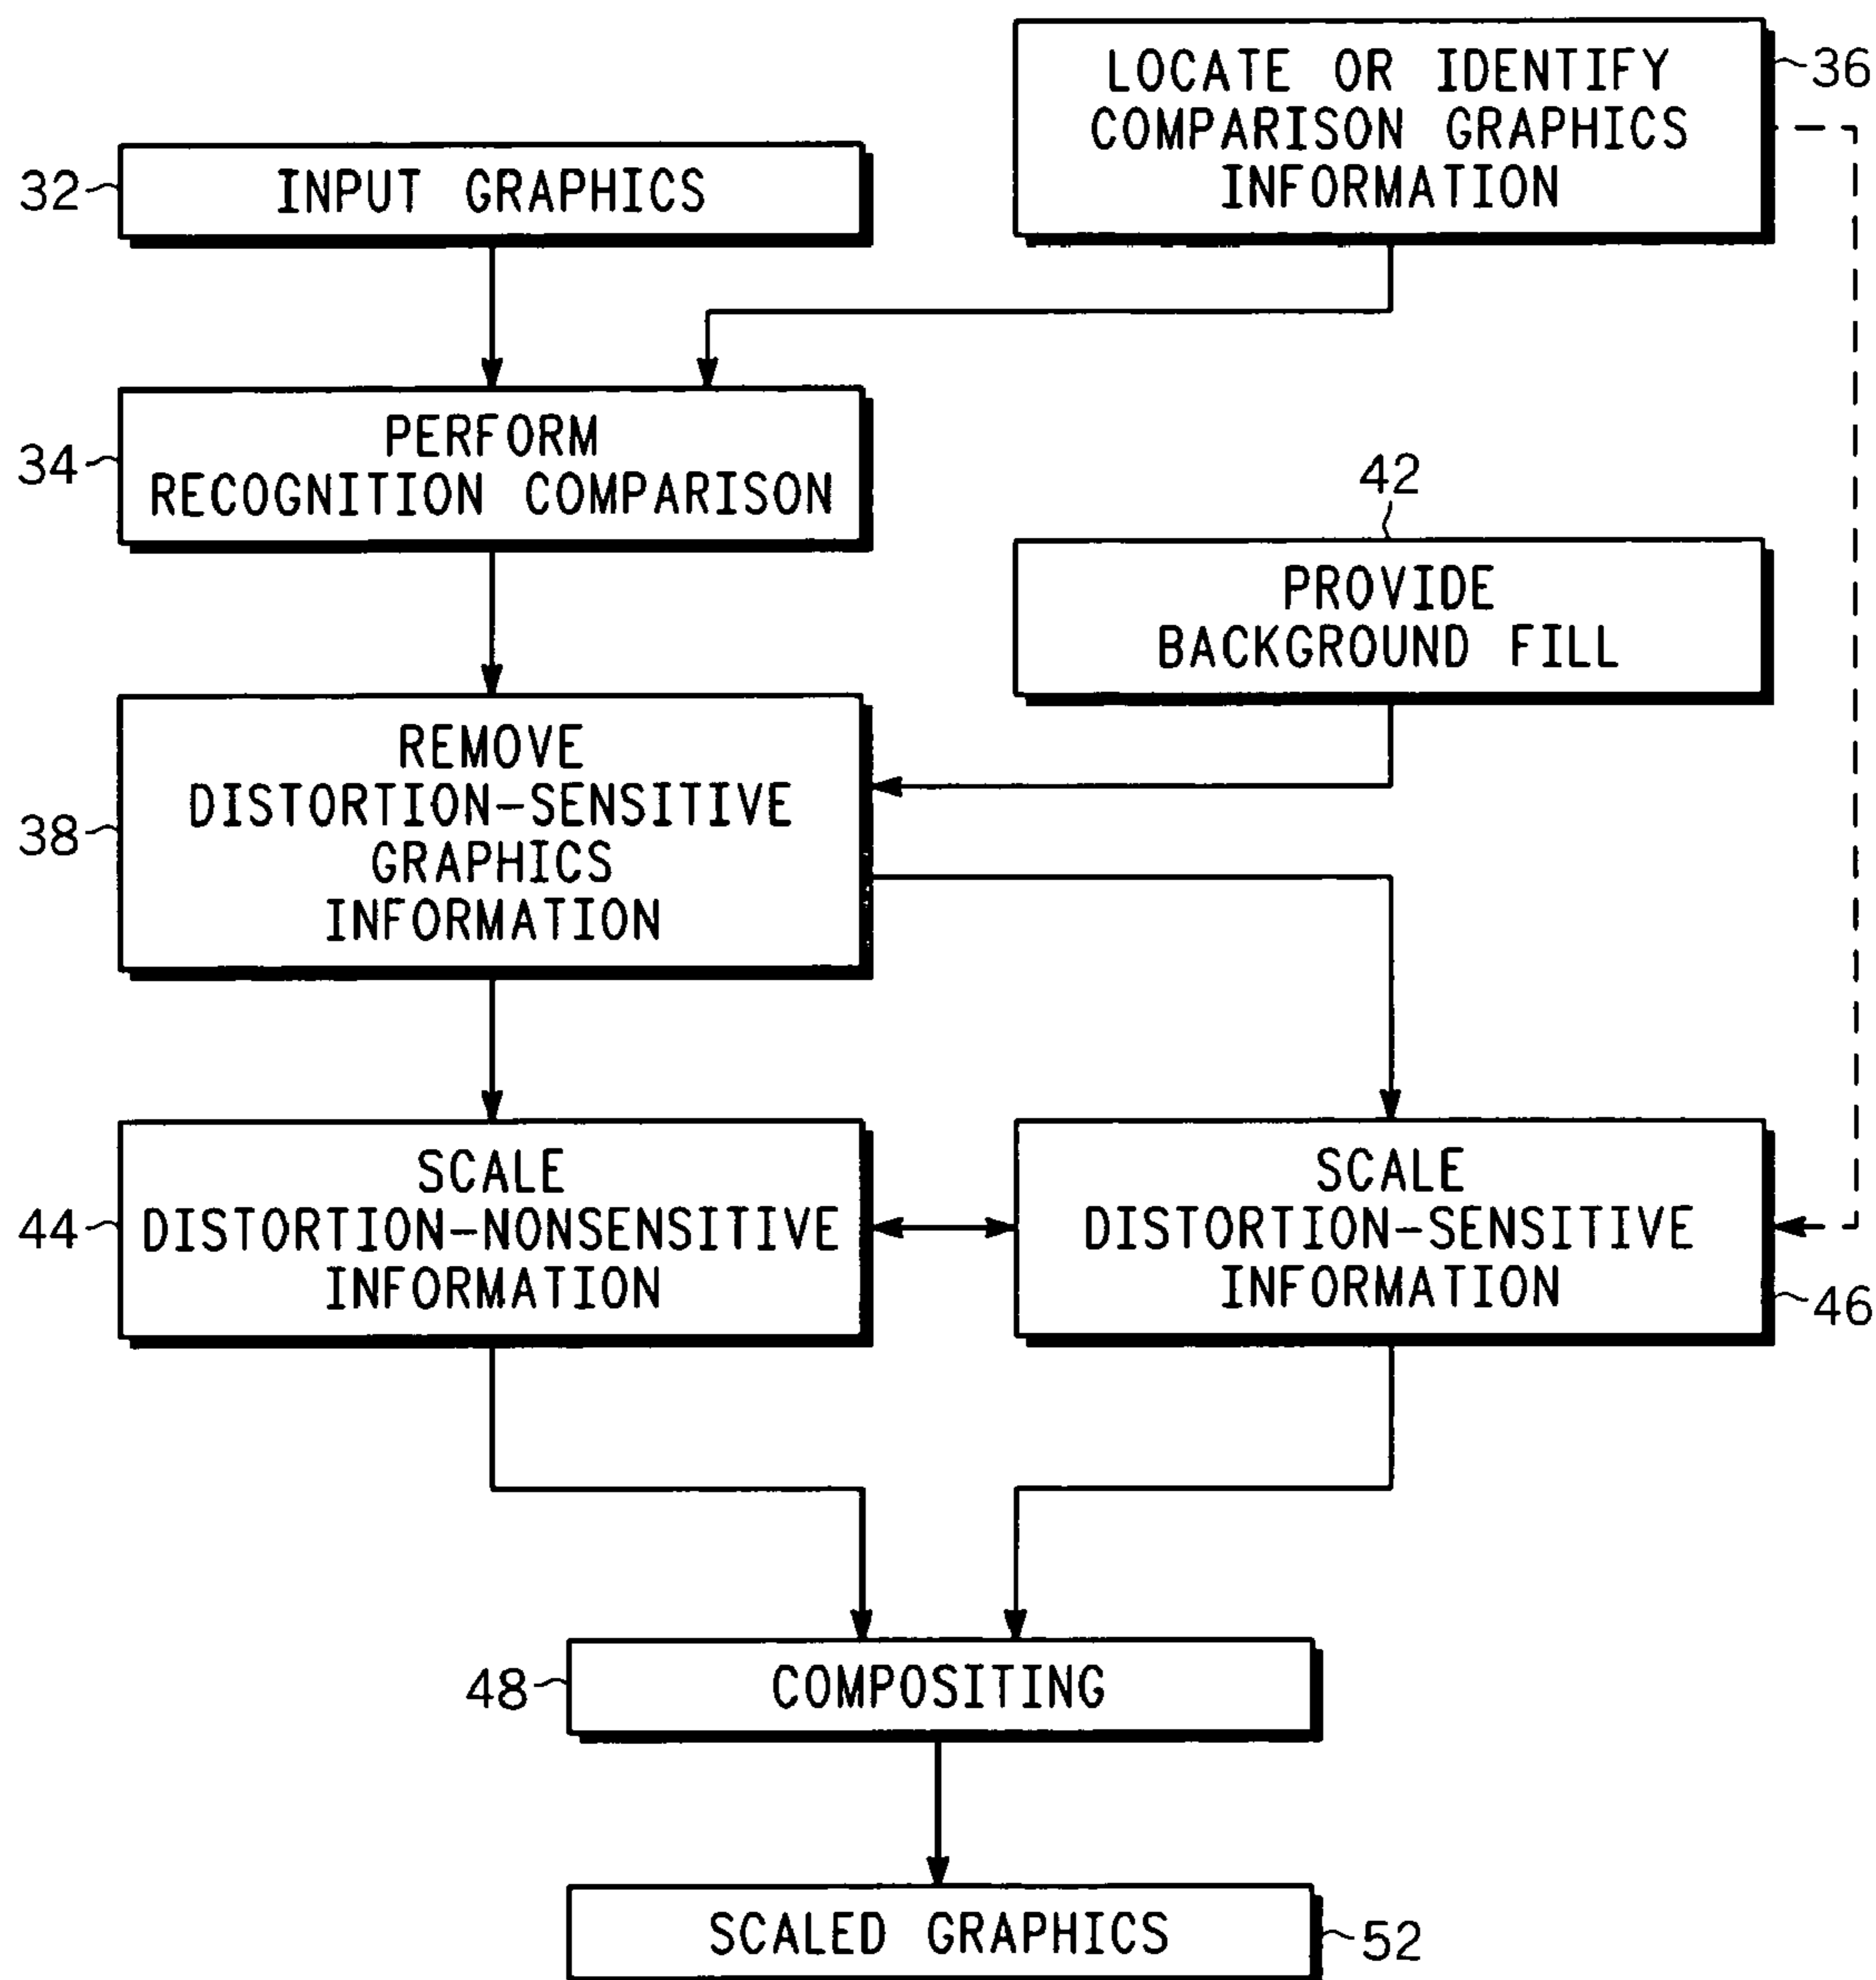 LOCATE OR IDENTIFY
COMPARISON GRAPHICS
INFORMATION
36
32
INPUT GRAPHICS
34
PERFORM
RECOGNITION COMPARISON
42
PROVIDE
BACKGROUND FILL
38
REMOVE
DISTORTION-SENSITIVE
GRAPHICS
INFORMATION
44
SCALE
DISTORTION-NONSENSITIVE
INFORMATION
SCALE
DISTORTION-SENSITIVE
INFORMATION
46
48
COMPOSITING
SCALED GRAPHICS
52